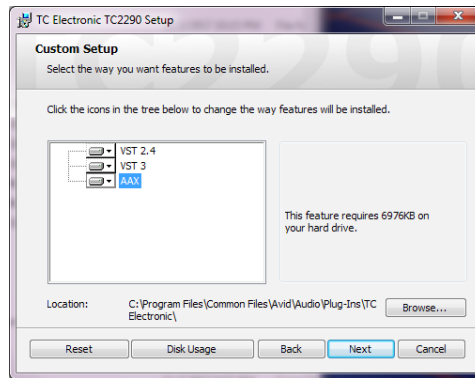 TC Electronic TC2290 Setup
TC2290
Custom Setup
Select the way you want features to be installed.
Click the icons in the tree below to change the way features will be installed.
VST 2.4
VST 3
AAX
This feature requires 6976KB on
your hard drive.
Location:
C:\Program Files\Common Files\Avid\Audio\Plug-Ins\TC
Electronic\
Browse...
Reset
Disk Usage
Back
Next
Cancel